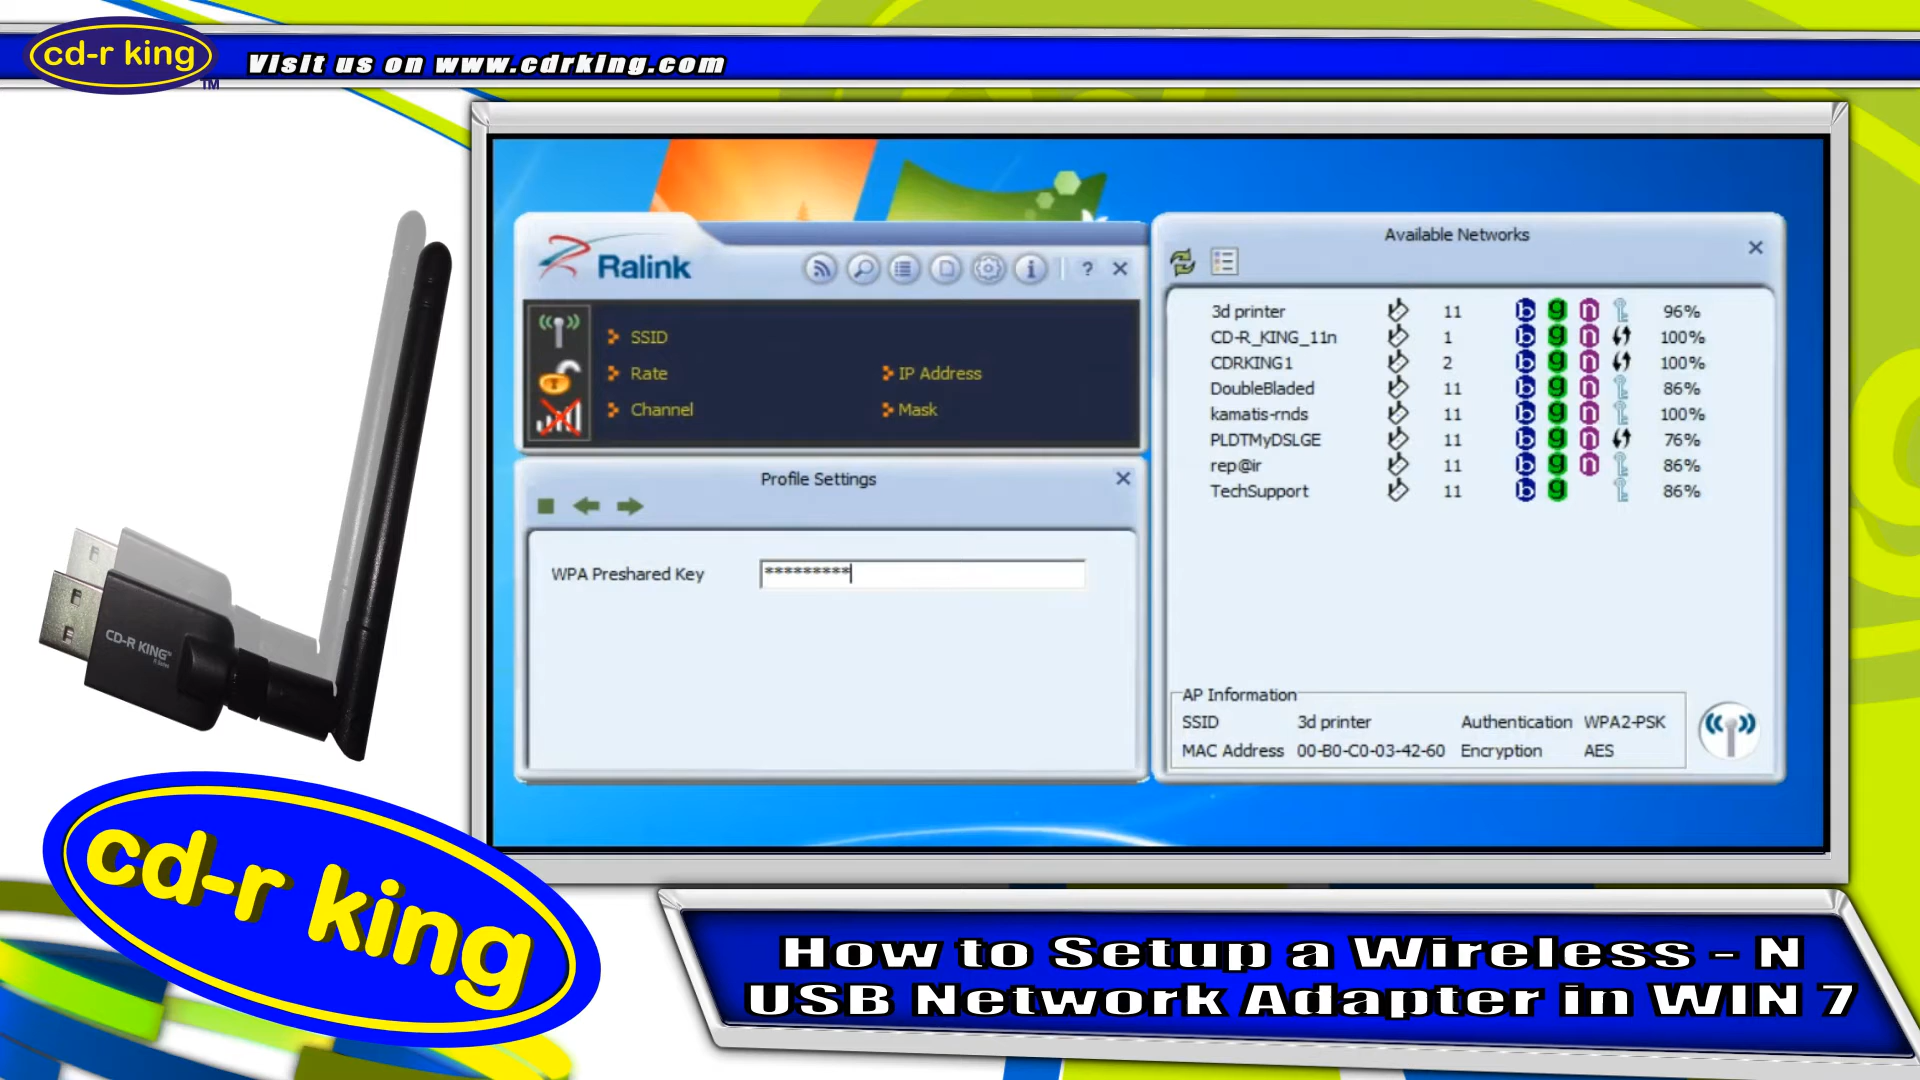 cd-r king
TM
Visit us on www.cdrking.com
Ralink
i ? ×
SSID
Rate
IP Address
Channel
Mask
Profile Settings
WPA Preshared Key *********
Available Networks
3d printer 11 b g n 96%
CD-R_KING_11n 1 b g n 100%
CDRKING1 2 b g n 100%
DoubleBladed 11 b g n 86%
kamatis-rnds 11 b g n 100%
PLDTMyDSLGE 11 b g n 76%
rep@ir 11 b g n 86%
TechSupport 11 b g 86%
AP Information
SSID 3d printer Authentication WPA2-PSK
MAC Address 00-B0-C0-03-42-60 Encryption AES
CD-R KING
cd-r king
How to Setup a Wireless - N
USB Network Adapter in WIN 7